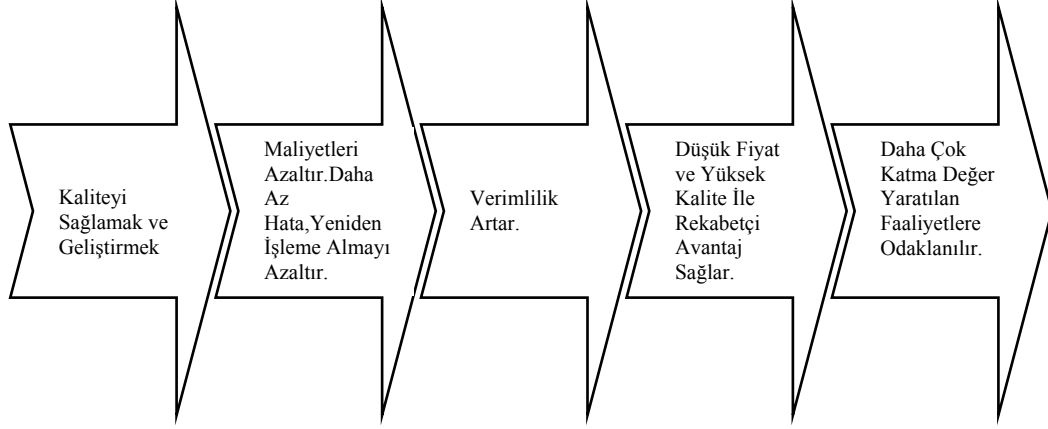 Kaliteyi
Sağlamak ve
Geliştirmek
Maliyetleri
Azaltır.Daha
Az
Hata,Yeniden
İşleme Almayı
Azaltır.
Verimlilik
Artar.
Düşük Fiyat
ve Yüksek
Kalite İle
Rekabetçi
Avantaj
Sağlar.
Daha Çok
Katma Değer
Yaratılan
Faaliyetlere
Odaklanılır.